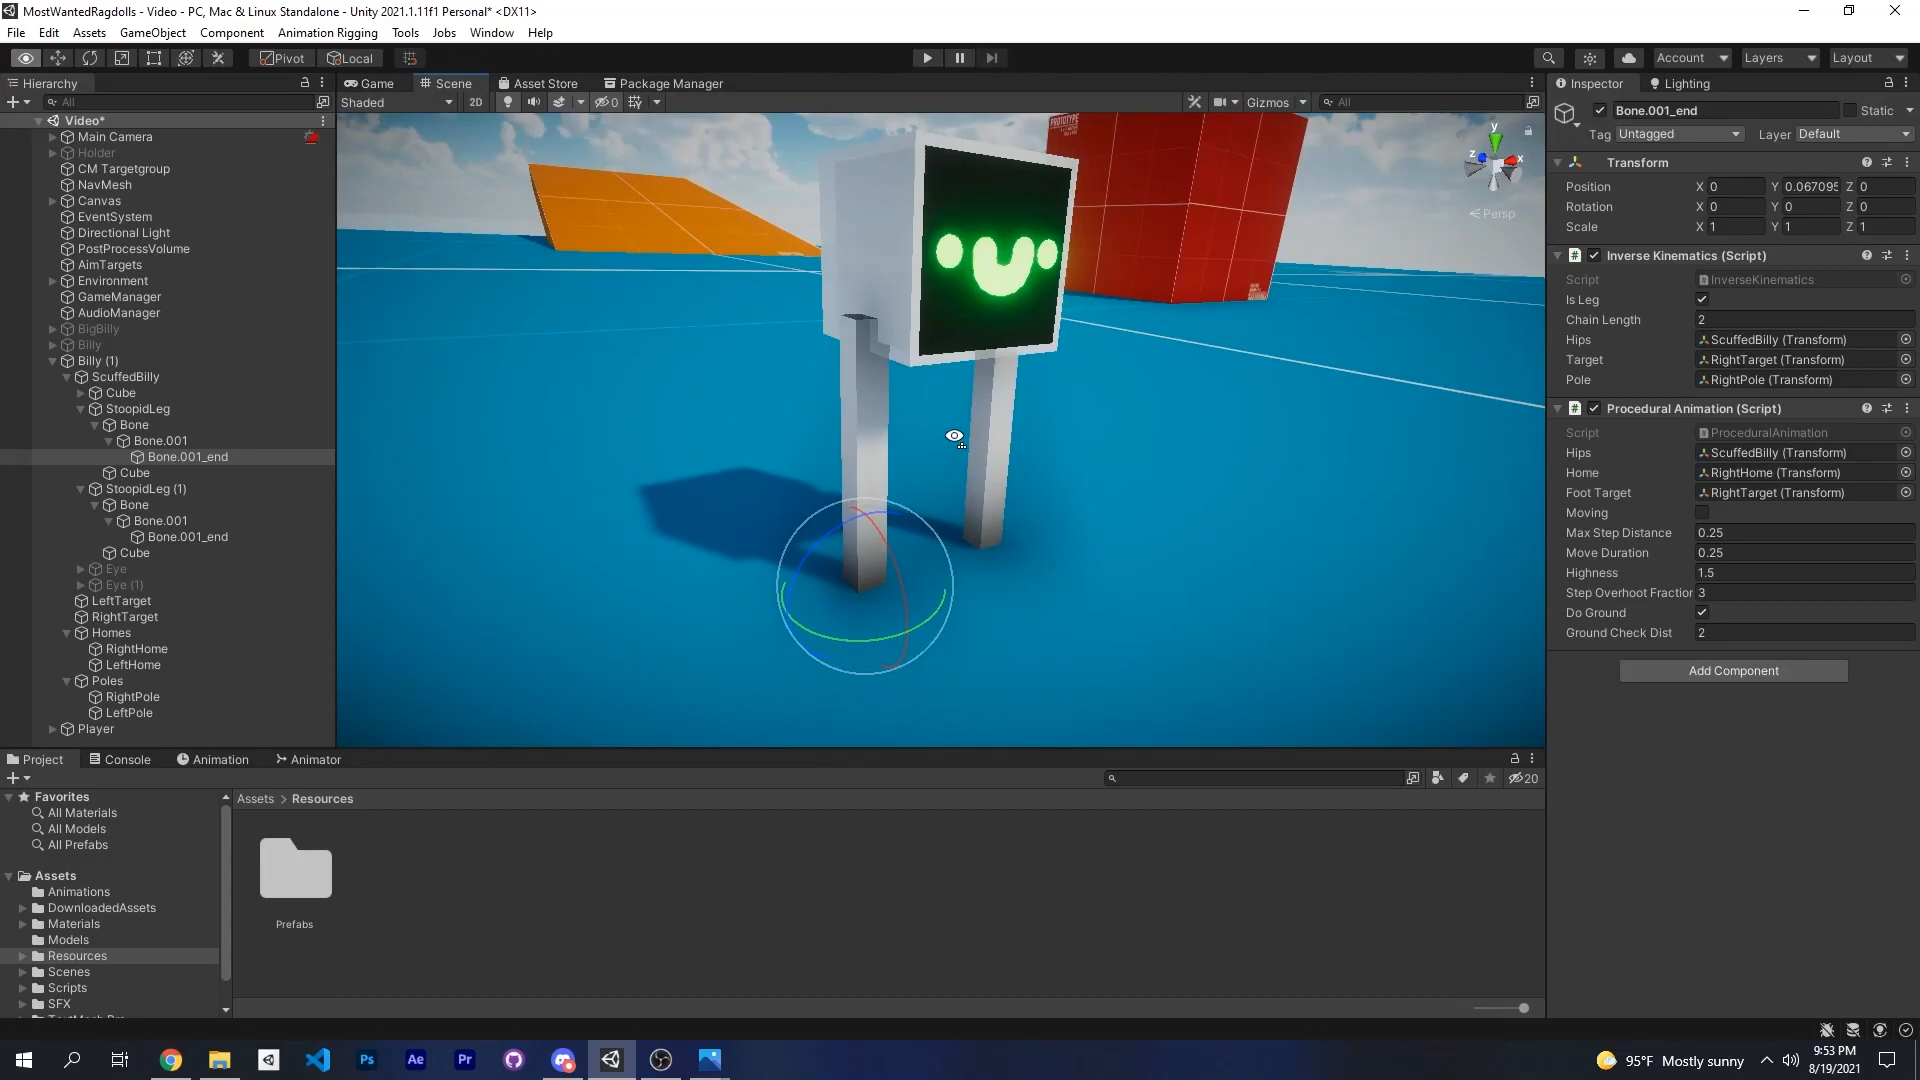 MostWantedRagdolls - Video - PC, Mac & Linux Standalone - Unity 2021.1.11f1 Personal* <DX11>
File Edit Assets GameObject Component Animation Rigging Tools Jobs Window Help
Pivot Local Account Layers Layout
Hierarchy
All
Video*
Main Camera
Holder
CM Targetgroup
NavMesh
Canvas
EventSystem
Directional Light
PostProcessVolume
AimTargets
Environment
GameManager
AudioManager
BigBilly
Billy
Billy (1)
ScuffedBilly
Cube
StoopidLeg
Bone
Bone.001
Bone.001_end
Cube
StoopidLeg (1)
Bone
Bone.001
Bone.001_end
Cube
Eye
Eye (1)
LeftTarget
RightTarget
Homes
RightHome
LeftHome
Poles
RightPole
LeftPole
Player
Game Scene Asset Store Package Manager
Shaded 2D 0 Gizmos All
PROTOTYPE
y
z x
Persp
Inspector Lighting
Bone.001_end Static
Tag Untagged Layer Default
Transform
Position X 0 Y 0.067095 Z 0
Rotation X 0 Y 0 Z 0
Scale X 1 Y 1 Z 1
# Inverse Kinematics (Script)
Script InverseKinematics
Is Leg
Chain Length 2
Hips ScuffedBilly (Transform)
Target RightTarget (Transform)
Pole RightPole (Transform)
# Procedural Animation (Script)
Script ProceduralAnimation
Hips ScuffedBilly (Transform)
Home RightHome (Transform)
Foot Target RightTarget (Transform)
Moving
Max Step Distance 0.25
Move Duration 0.25
Highness 1.5
Step Overhoot Fraction 3
Do Ground
Ground Check Dist 2
Add Component
Project Console Animation Animator
20
Favorites
All Materials
All Models
All Prefabs
Assets
Animations
DownloadedAssets
Materials
Models
Resources
Scenes
Scripts
SFX
Assets > Resources
Prefabs
Ps Ae Pr
95°F Mostly sunny
9:53 PM
8/19/2021